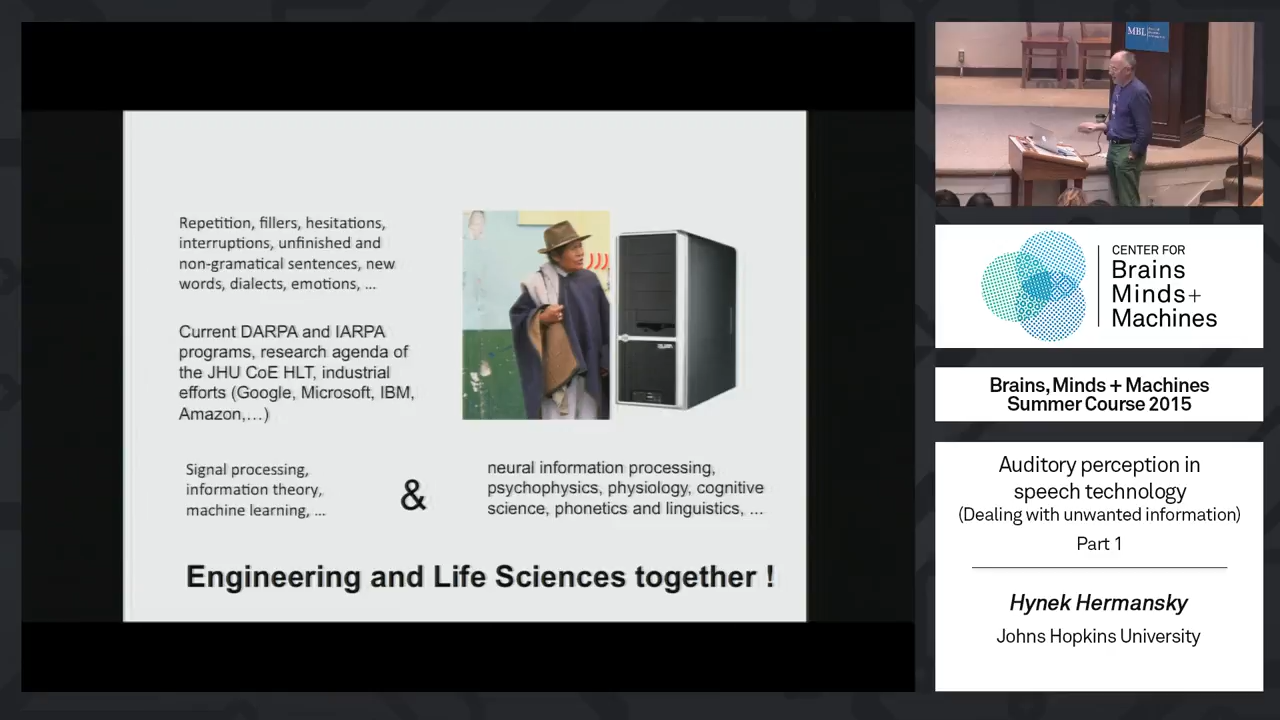 Repetition, fillers, hesitations,
interruptions, unfinished and
non-gramatical sentences, new
words, dialects, emotions, ...
Current DARPA and IARPA
programs, research agenda of
the JHU CoE HLT, industrial
efforts (Google, Microsoft, IBM,
Amazon,...)
Signal processing,
information theory,
machine learning, ...
&
neural information processing,
psychophysics, physiology, cognitive
science, phonetics and linguistics, ...
Engineering and Life Sciences together !
MBL
CENTER FOR
Brains
Minds+
Machines
Brains, Minds + Machines
Summer Course 2015
Auditory perception in
speech technology
(Dealing with unwanted information)
Part 1
Hynek Hermansky
Johns Hopkins University